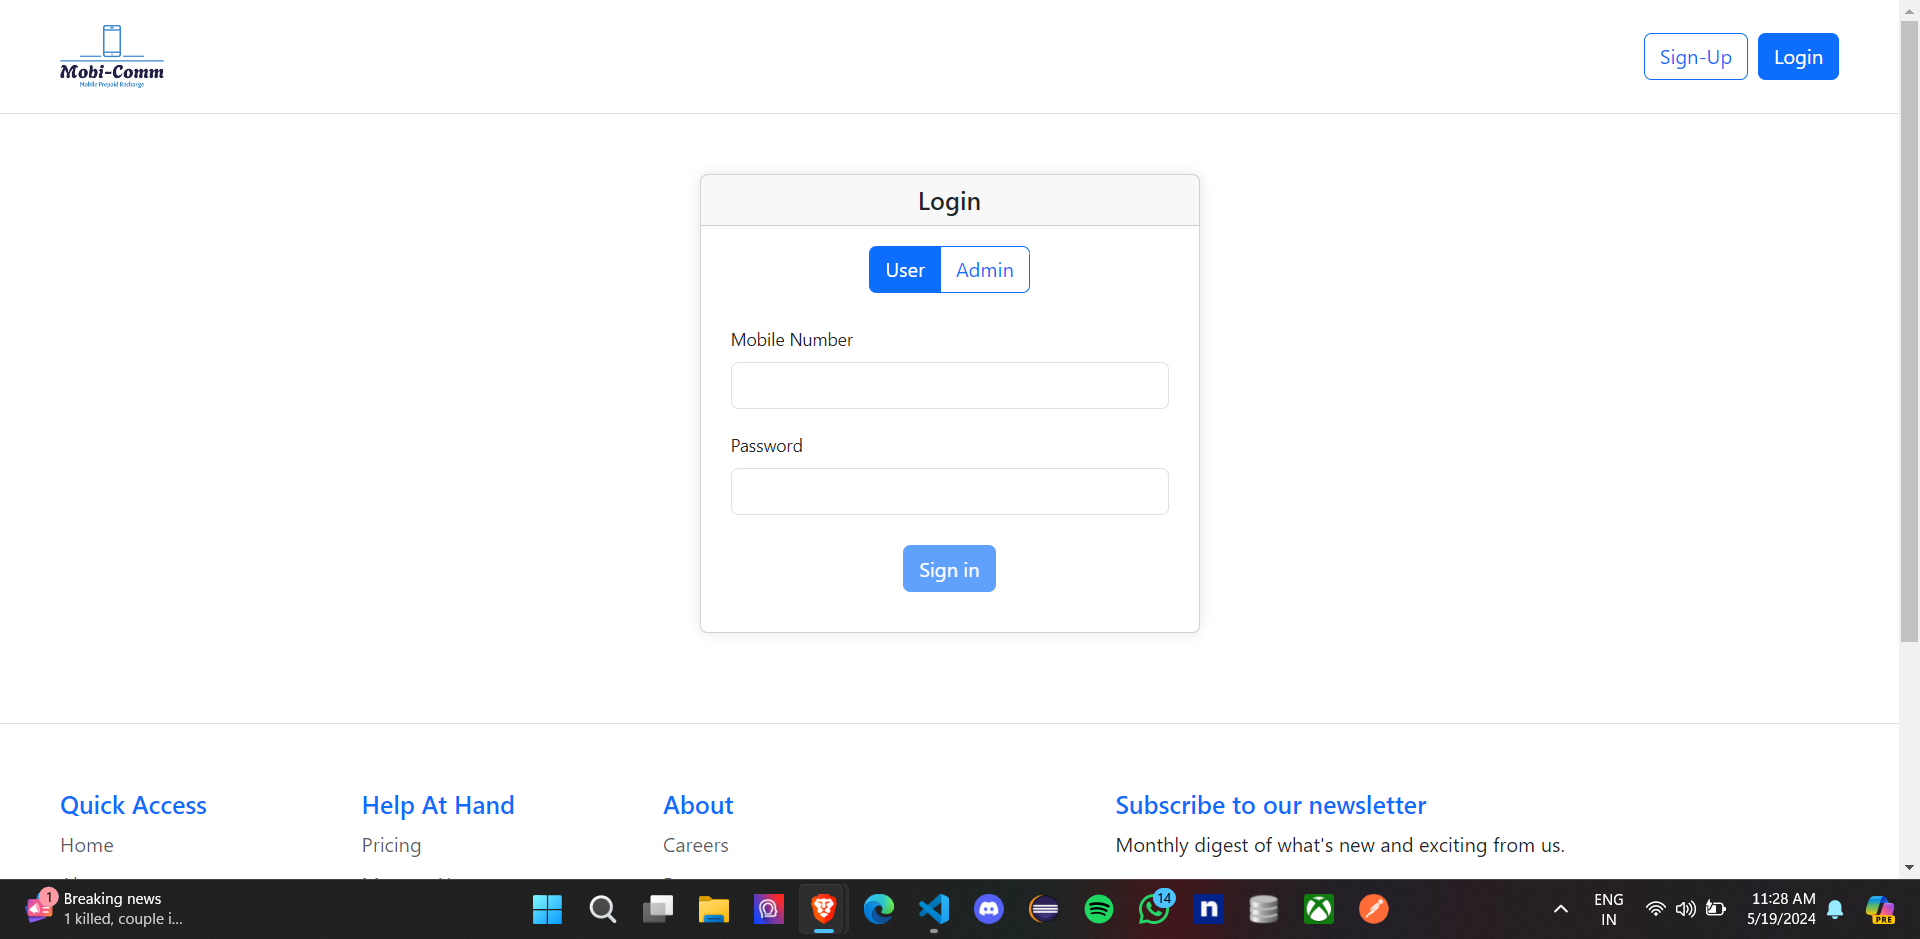 Mobi-Comm
Mobile Prepaid Recharge
Sign-Up
Login
Login
User
Admin
Mobile Number
Password
Sign in
Quick Access
Help At Hand
About
Subscribe to our newsletter
Home
Pricing
Careers
Monthly digest of what's new and exciting from us.
1
Breaking news
1 killed, couple i...
14
n
ENG
IN
11:28 AM
5/19/2024
PRE